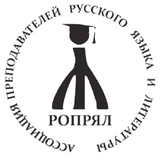 АССОЦИАЦИЯ ПРЕПОДАВАТЕЛЕЙ РУССКОГО ЯЗЫКА И ЛИТЕРАТУРЫ
РОПРЯЛ